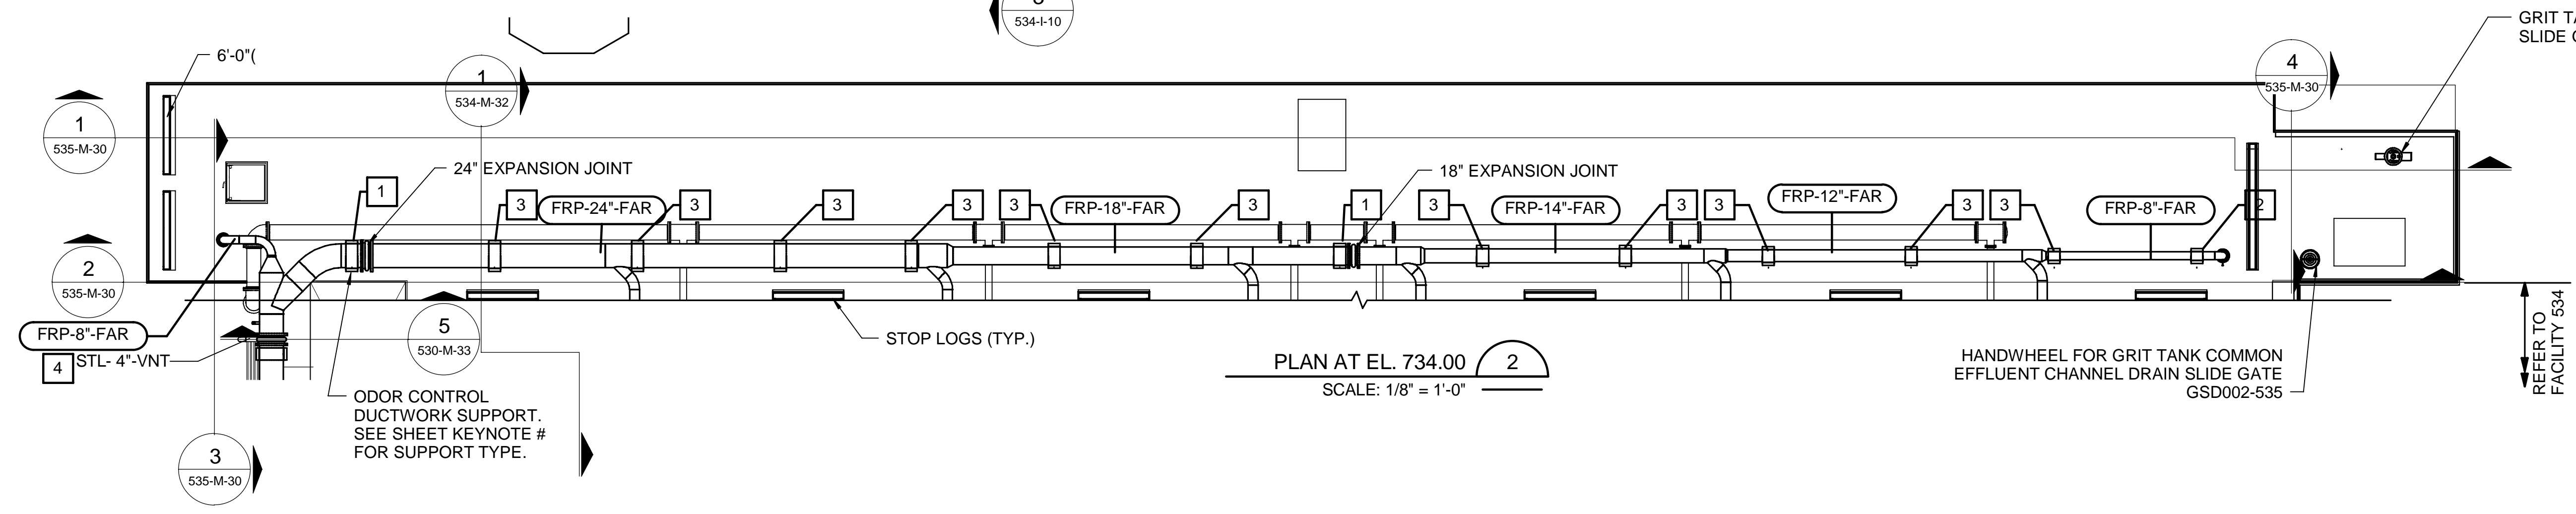 534-I-10
GRIT
6'-0"(
1
534-M-32
4
535-M-30
1
535-M-30
24" EXPANSION JOINT
18" EXPANSION JOINT
1
3
FRP-24"-FAR
3
3
3
3
FRP-18"-FAR
3
1
3
FRP-14"-FAR
3
3
FRP-12"-FAR
3
3
FRP-8"-FAR
2
2
535-M-30
FRP-8"-FAR
4
STL- 4"-VNT
5
530-M-33
STOP LOGS (TYP.)
PLAN AT EL. 734.00
2
SCALE: 1/8" = 1'-0"
HANDWHEEL FOR GRIT TANK COMMON
EFFLUENT CHANNEL DRAIN SLIDE GATE
GSD002-535
REFER TO
FACILITY 534
ODOR CONTROL
DUCTWORK SUPPORT.
SEE SHEET KEYNOTE #
FOR SUPPORT TYPE.
3
535-M-30
SLIDE